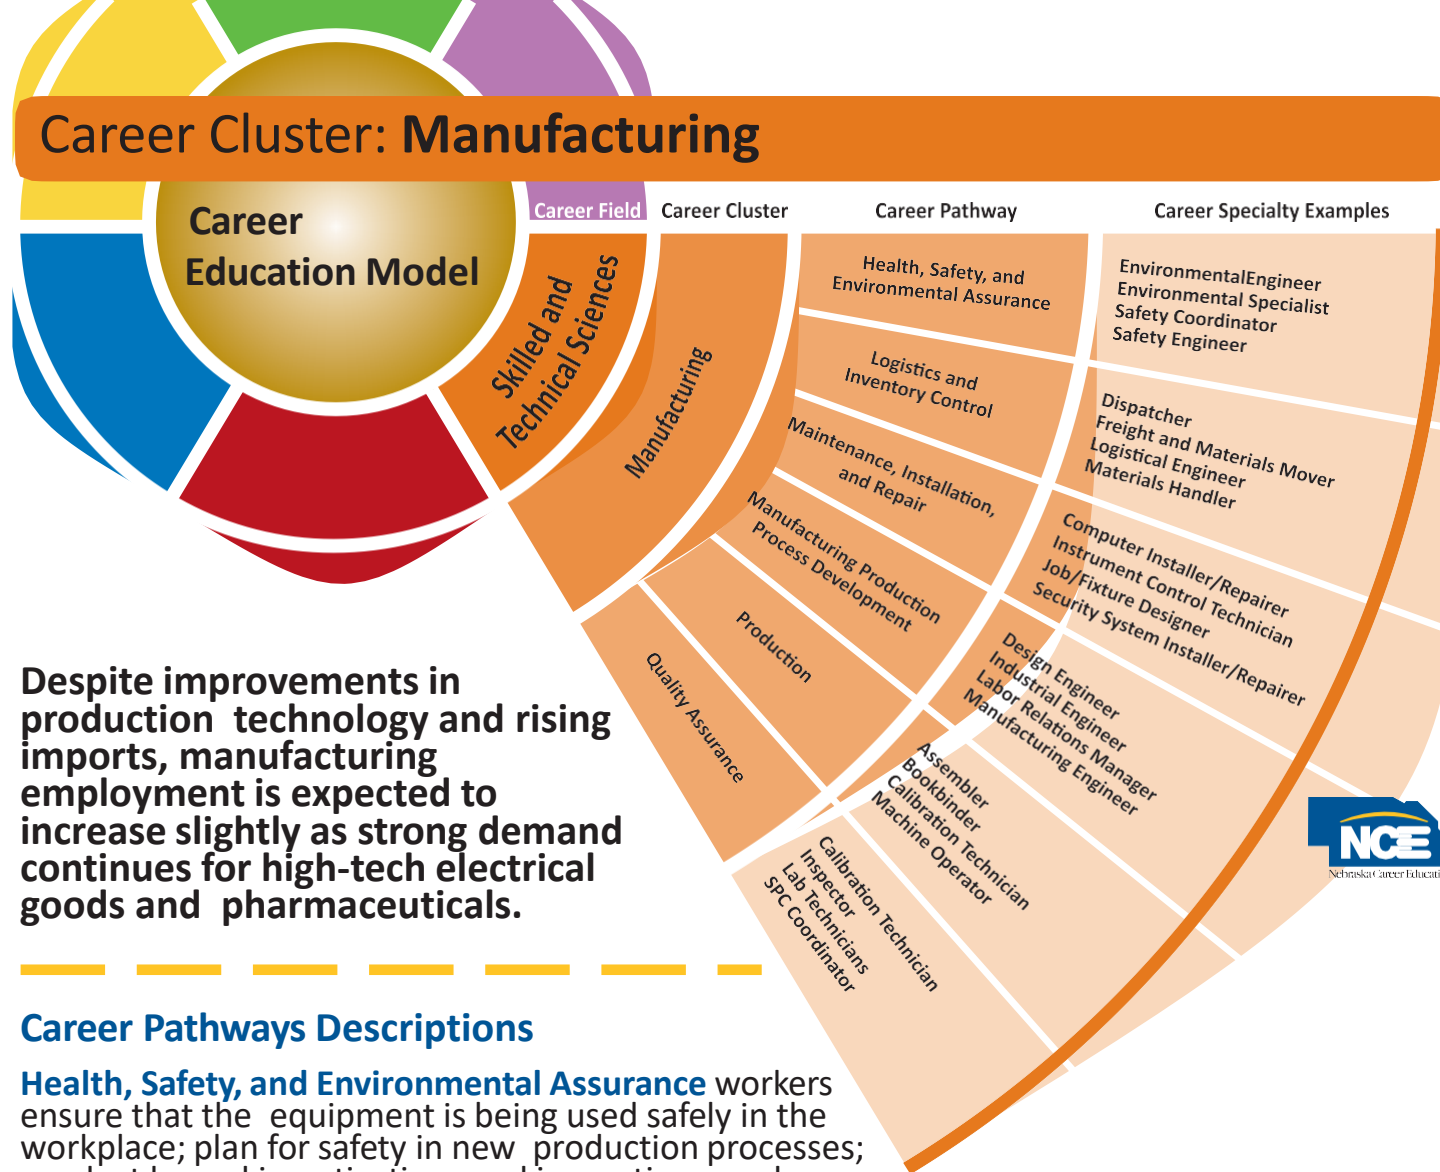 Career Cluster: Manufacturing
Career
Education Model
Career Field
Career Cluster
Career Pathway
Career Specialty Examples
Skilled and
Technical Sciences
Manufacturing
Health, Safety, and
Environmental Assurance
EnvironmentalEngineer
Environmental Specialist
Safety Coordinator
Safety Engineer
Logistics and
Inventory Control
Dispatcher
Freight and Materials Mover
Logistical Engineer
Materials Handler
Maintenance, Installation,
and Repair
Computer Installer/Repairer
Instrument Control Technician
Job/Fixture Designer
Security System Installer/Repairer
Manufacturing Production
Process Development
Design Engineer
Industrial Engineer
Labor Relations Manager
Manufacturing Engineer
Production
Assembler
Bookbinder
Calibration Technician
Machine Operator
Quality Assurance
Calibration Technician
Inspector
Lab Technicians
SPC Coordinator
NCE
Nebraska Career Educati
Despite improvements in
production technology and rising
imports, manufacturing
employment is expected to
increase slightly as strong demand
continues for high-tech electrical
goods and pharmaceuticals.
Career Pathways Descriptions
Health, Safety, and Environmental Assurance workers
ensure that the equipment is being used safely in the
workplace; plan for safety in new production processes;